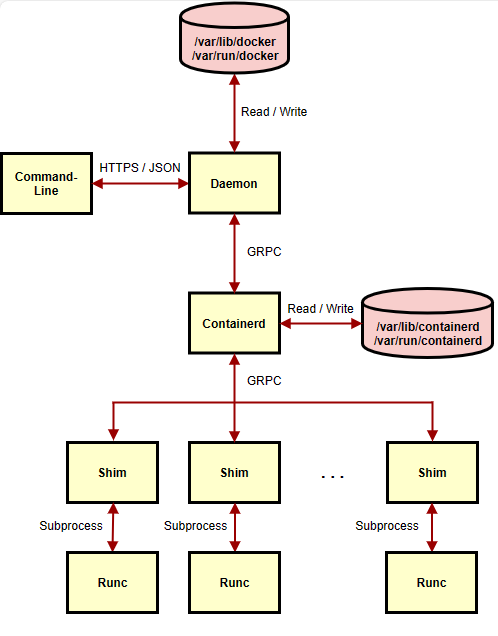 /var/lib/docker
/var/run/docker
Read / Write
HTTPS / JSON
Command-
Line
Daemon
GRPC
Containerd
Read / Write
/var/lib/containerd
/var/run/containerd
GRPC
Shim
Shim
. . .
Shim
Subprocess
Subprocess
Subprocess
Runc
Runc
Runc